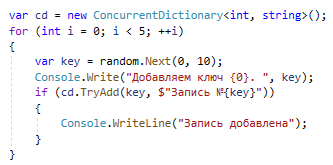 var cd = new ConcurrentDictionary<int, string>();
for (int i = 0; i < 5; ++i)
{
    var key = random.Next(0, 10);
    Console.Write("Добавляем ключ {0}. ", key);
    if (cd.TryAdd(key, $"Запись №{key}"))
    {
        Console.WriteLine("Запись добавлена");
    }
}